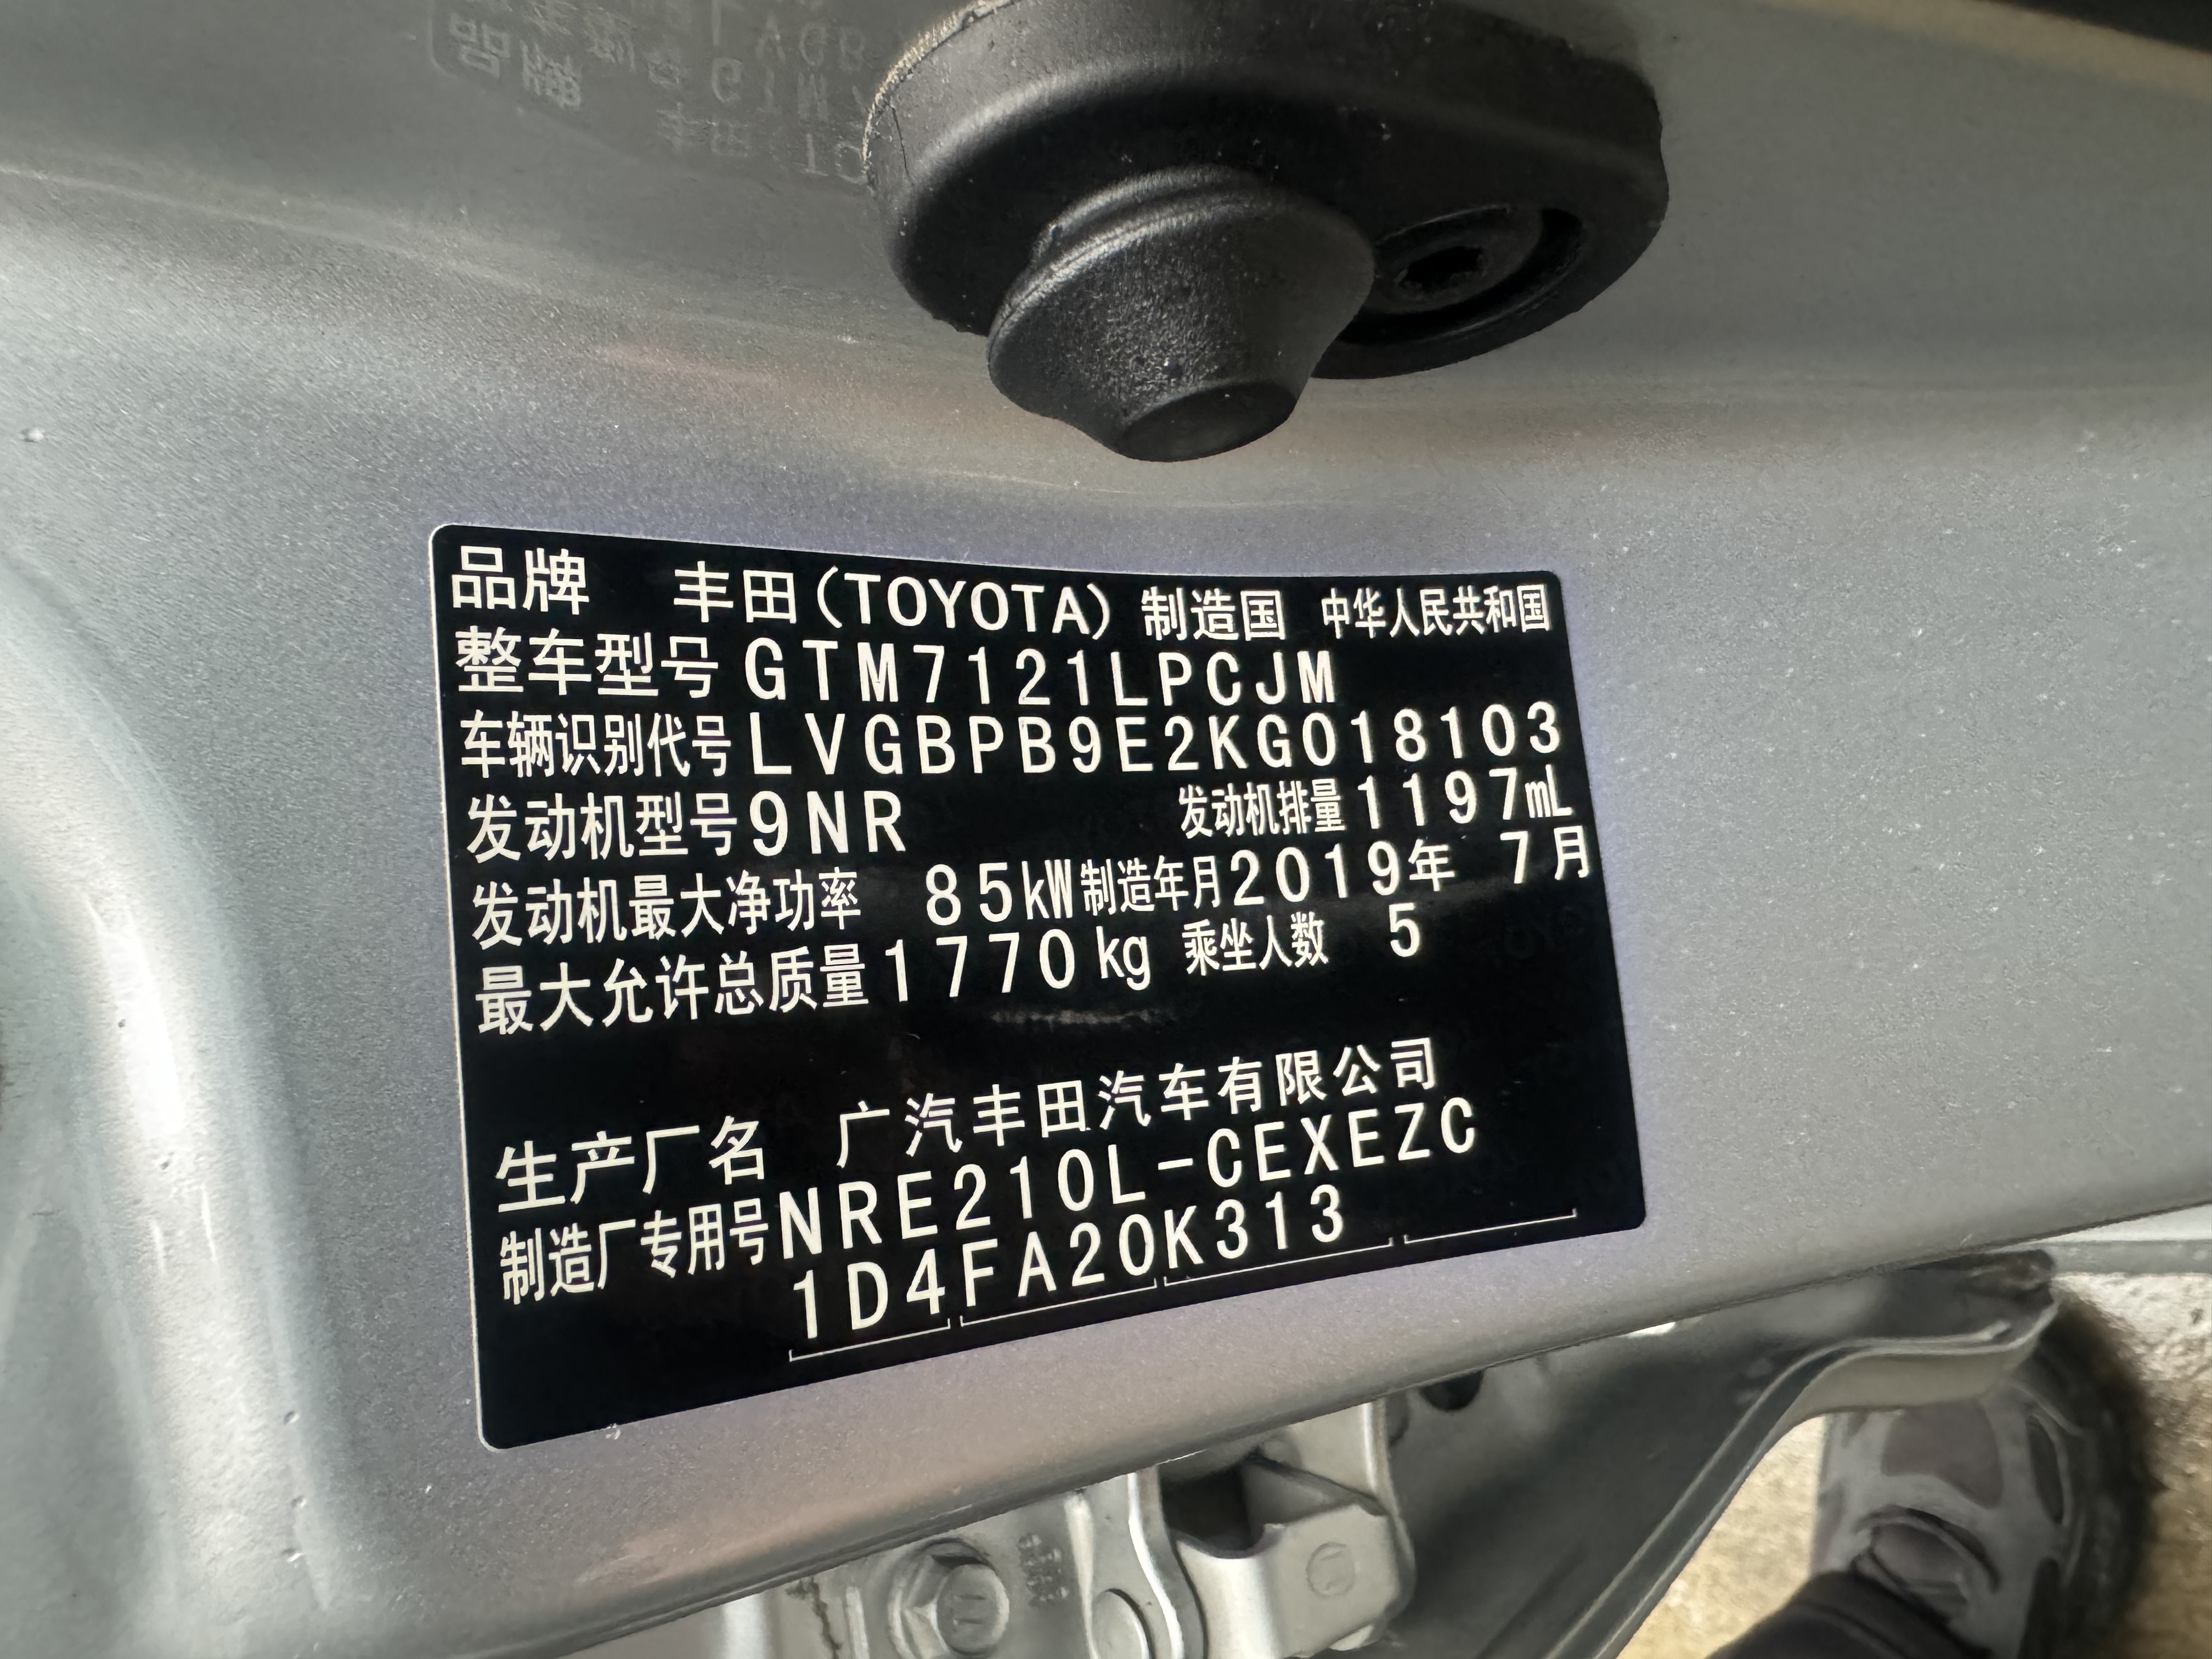 品牌 丰田(TOYOTA) 制造国 中华人民共和国
整车型号 GTM7121LPCJM
车辆识别代号 LVGBPB9E2KG018103
发动机型号 9NR 发动机排量 1197mL
发动机最大净功率 85kW 制造年月 2019年 7月
最大允许总质量 1770kg 乘坐人数 5
生产厂名 广汽丰田汽车有限公司
制造厂专用号 NRE210L-CEXEZC
1D4FA20K313